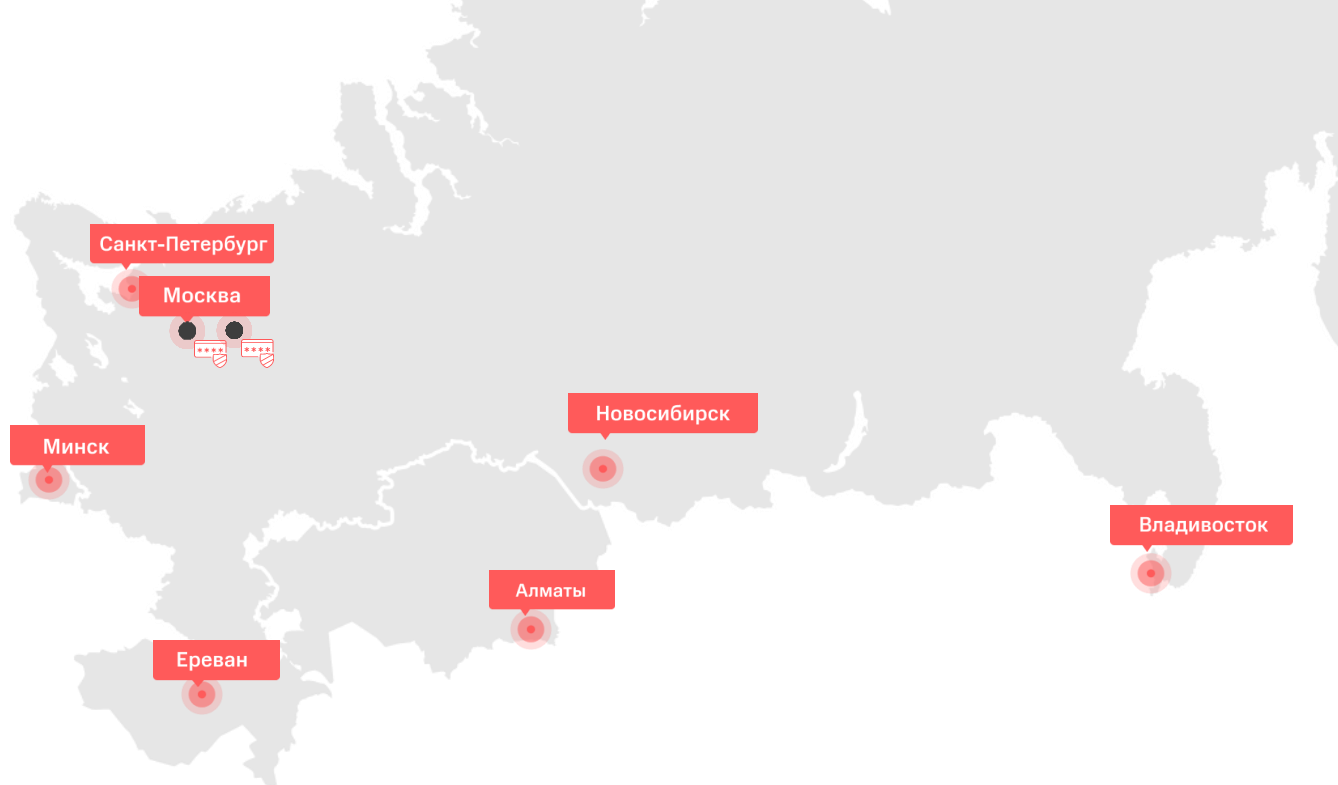 Санкт-Петербург
Москва
****
****
Новосибирск
Минск
Владивосток
Алматы
Ереван